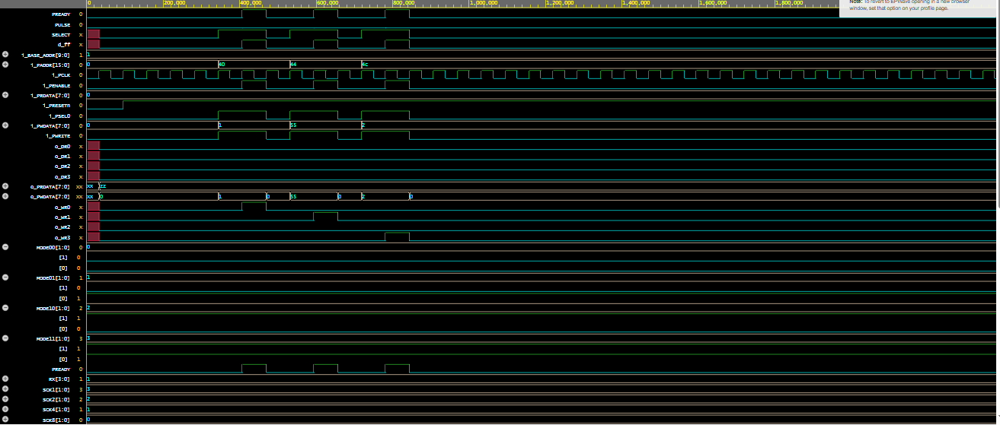 0 200,000 400,000 600,000 800,000 1,000,000 1,200,000 1,400,000 1,600,000 1,800,000
Note: To revert to EPWave opening in a new browser
window, set that option on your profile page.
PREADY 0
PULSE 0
SELECT x
d_ff x
i_BASE_ADDR[9:0] 1 1
i_PADDR[15:0] 0 0 40 44 4c
i_PCLK 0
i_PENABLE 0
i_PRDATA[7:0] 0 0
i_PRESETn 0
i_PSEL0 0
i_PWDATA[7:0] 0 0 1 55 2
i_PWRITE 0
o_DR0 x
o_DR1 x
o_DR2 x
o_DR3 x
o_PRDATA[7:0] xx xx zz
o_PWDATA[7:0] xx xx 0 1 0 55 0 2 0
o_WR0 x
o_WR1 x
o_WR2 x
o_WR3 x
MODE00[1:0] 0 0
[1] 0
[0] 0
MODE01[1:0] 1 1
[1] 0
[0] 1
MODE10[1:0] 2 2
[1] 1
[0] 0
MODE11[1:0] 3 3
[1] 1
[0] 1
PREADY 0
RX[3:0] 1 1
SCK1[1:0] 3 3
SCK2[1:0] 2 2
SCK4[1:0] 1 1
SCK8[1:0] 0 0